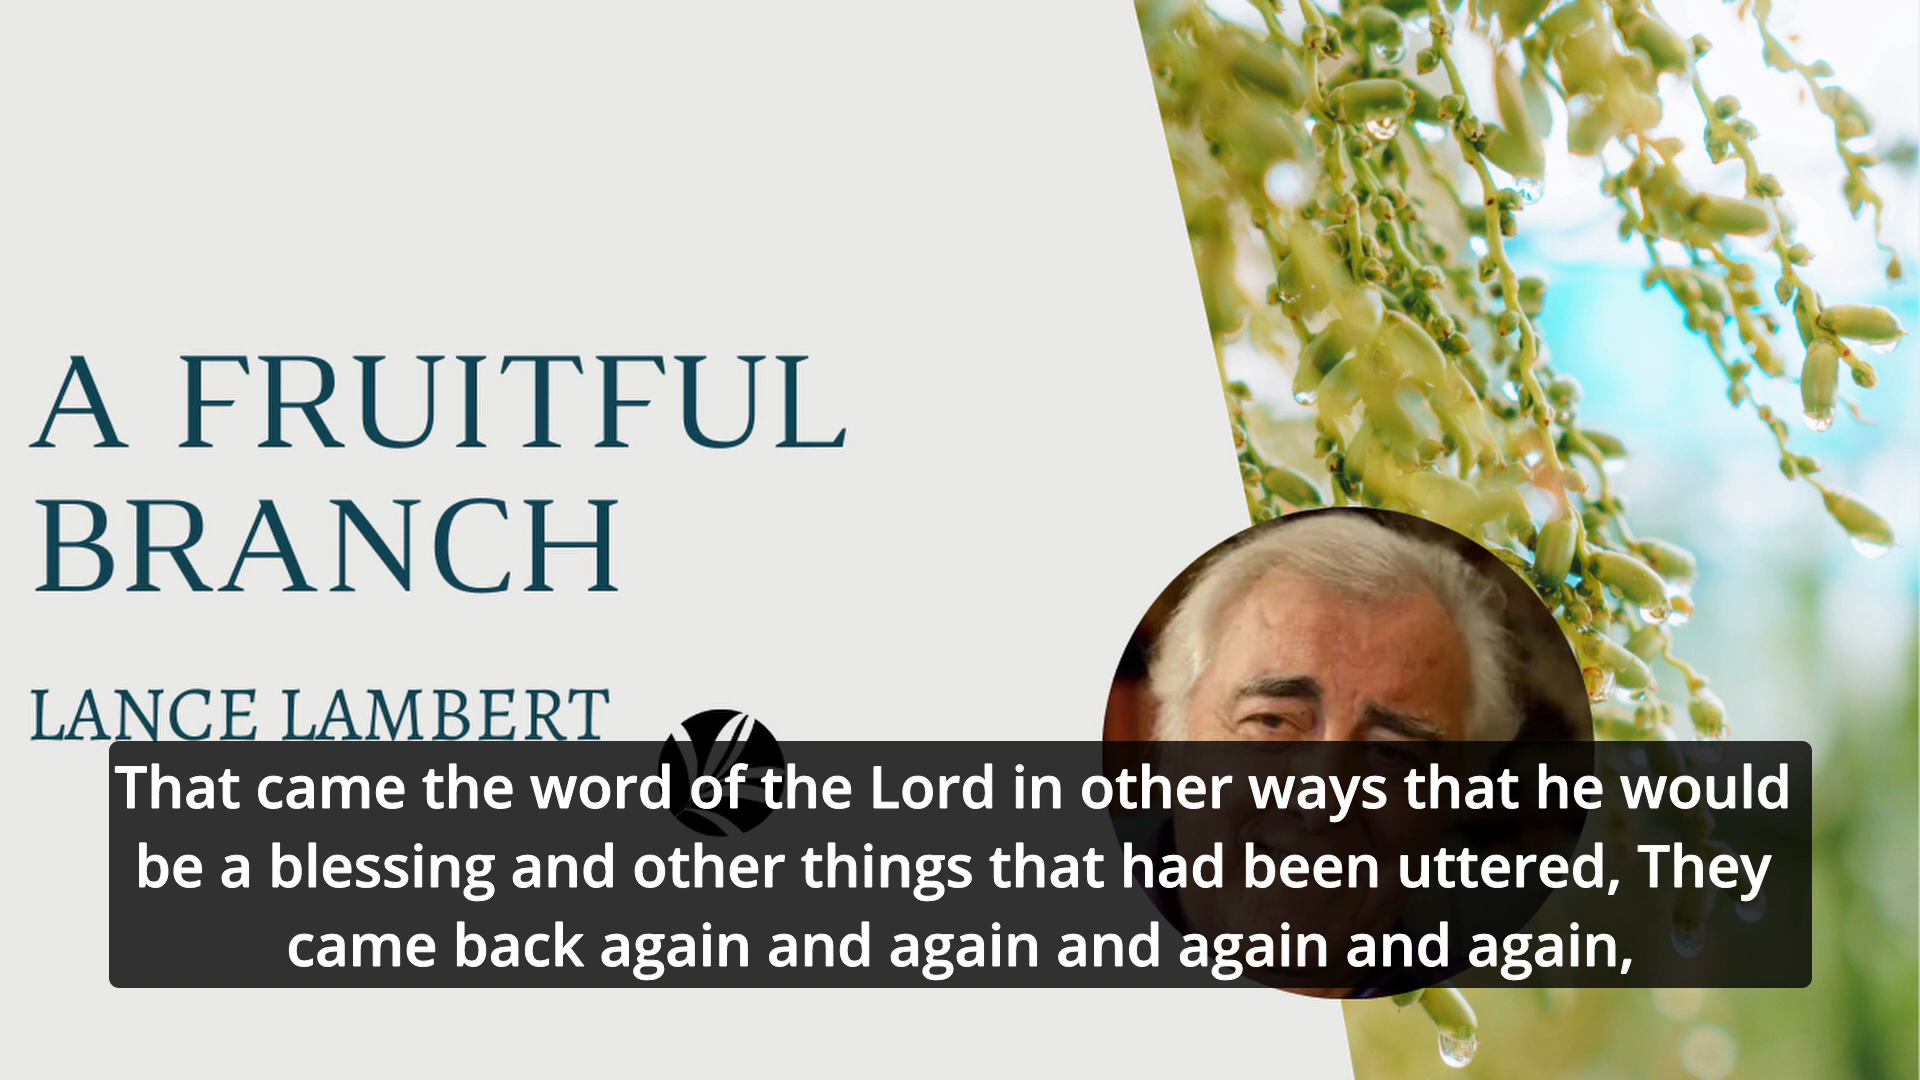 A FRUITFUL
BRANCH
LANCE LAMBERT
That came the word of the Lord in other ways that he would
be a blessing and other things that had been uttered, They
came back again and again and again and again,